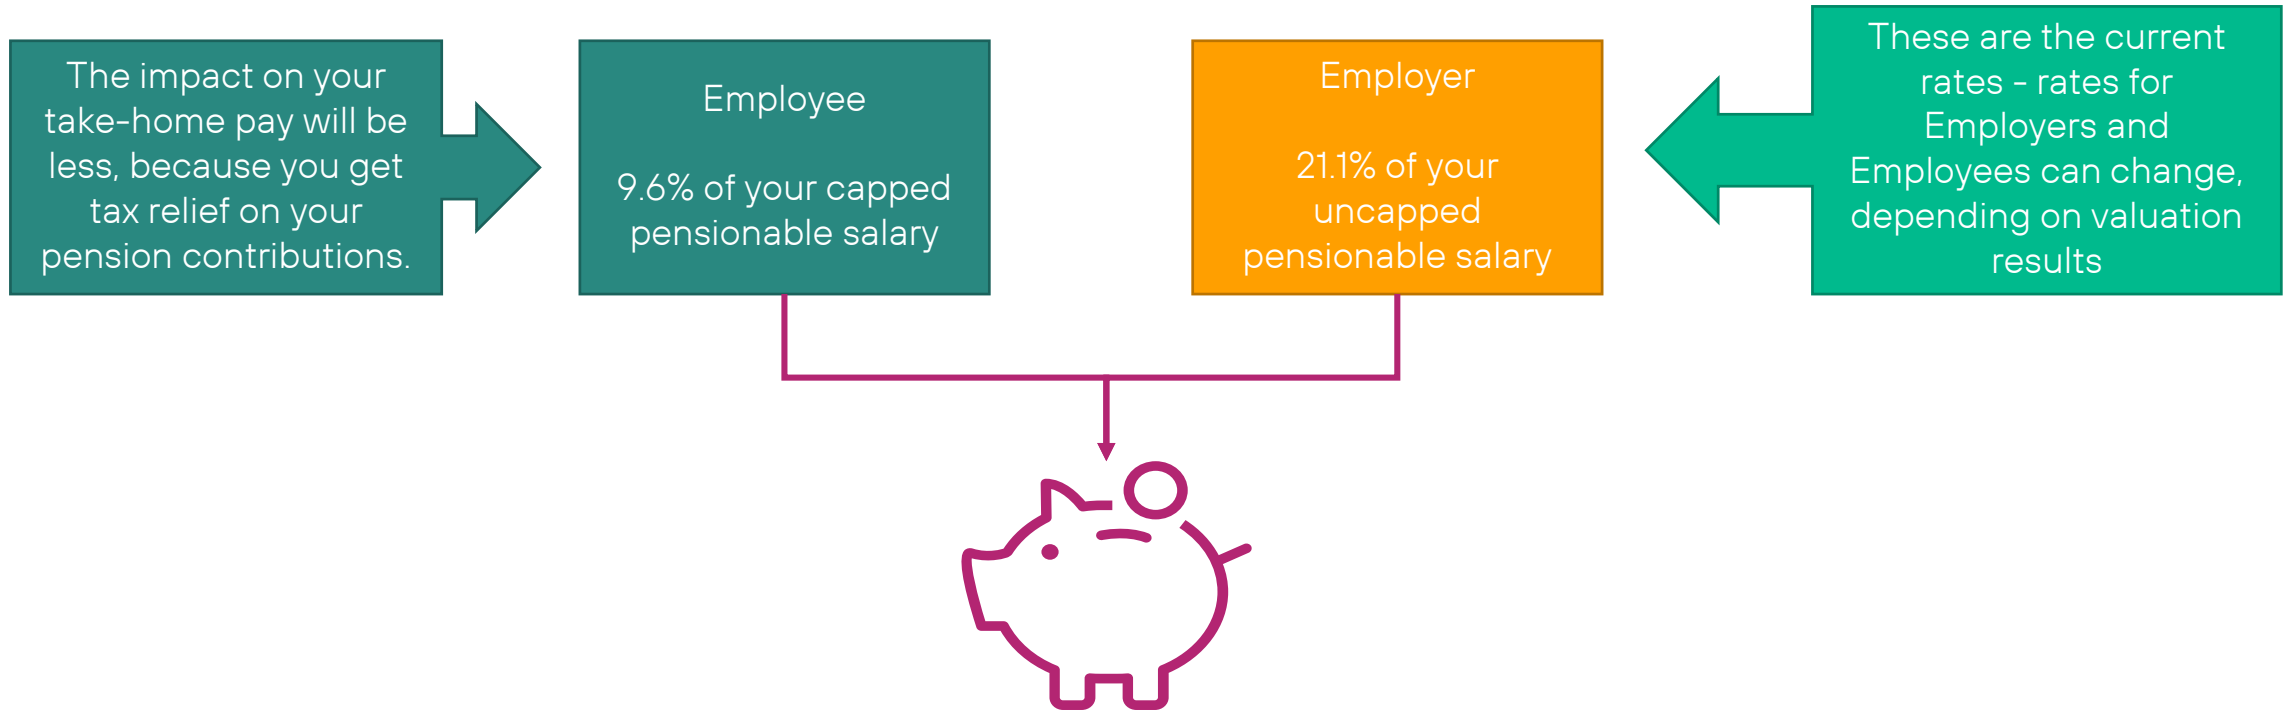 The impact on your
take-home pay will be
less, because you get
tax relief on your
pension contributions.
Employee
9.6% of your capped
pensionable salary
Employer
21.1% of your
uncapped
pensionable salary
These are the current
rates - rates for
Employers and
Employees can change,
depending on valuation
results